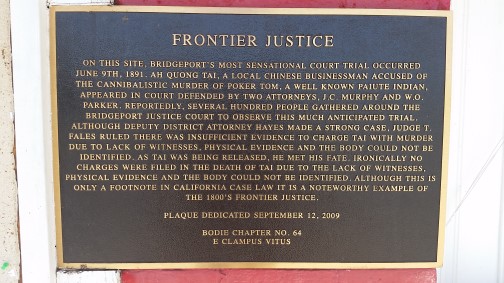 FRONTIER JUSTICE
ON THIS SITE, BRIDGEPORT'S MOST SENSATIONAL COURT TRIAL OCCURRED
JUNE 9TH, 1891. AH QUONG TAI, A LOCAL CHINESE BUSINESSMAN ACCUSED OF
THE CANNIBALISTIC MURDER OF POKER TOM, A WELL KNOWN PAIUTE INDIAN,
APPEARED IN COURT DEFENDED BY TWO ATTORNEYS, J.C. MURPHY AND W.O.
PARKER. REPORTEDLY, SEVERAL HUNDRED PEOPLE GATHERED AROUND THE
BRIDGEPORT JUSTICE COURT TO OBSERVE THIS MUCH ANTICIPATED TRIAL.
ALTHOUGH DEPUTY DISTRICT ATTORNEY HAYES MADE A STRONG CASE, JUDGE T.
FALES RULED THERE WAS INSUFFICIENT EVIDENCE TO CHARGE TAI WITH MURDER
DUE TO LACK OF WITNESSES, PHYSICAL EVIDENCE AND THE BODY COULD NOT BE
IDENTIFIED. AS TAI WAS BEING RELEASED, HE MET HIS FATE. IRONICALLY NO
CHARGES WERE FILED IN THE DEATH OF TAI DUE TO THE LACK OF WITNESSES,
PHYSICAL EVIDENCE AND THE BODY COULD NOT BE IDENTIFIED. ALTHOUGH THIS IS
ONLY A FOOTNOTE IN CALIFORNIA CASE LAW IT IS A NOTEWORTHY EXAMPLE OF
THE 1800'S FRONTIER JUSTICE.
PLAQUE DEDICATED SEPTEMBER 12, 2009
BODIE CHAPTER NO. 64
E CLAMPUS VITUS